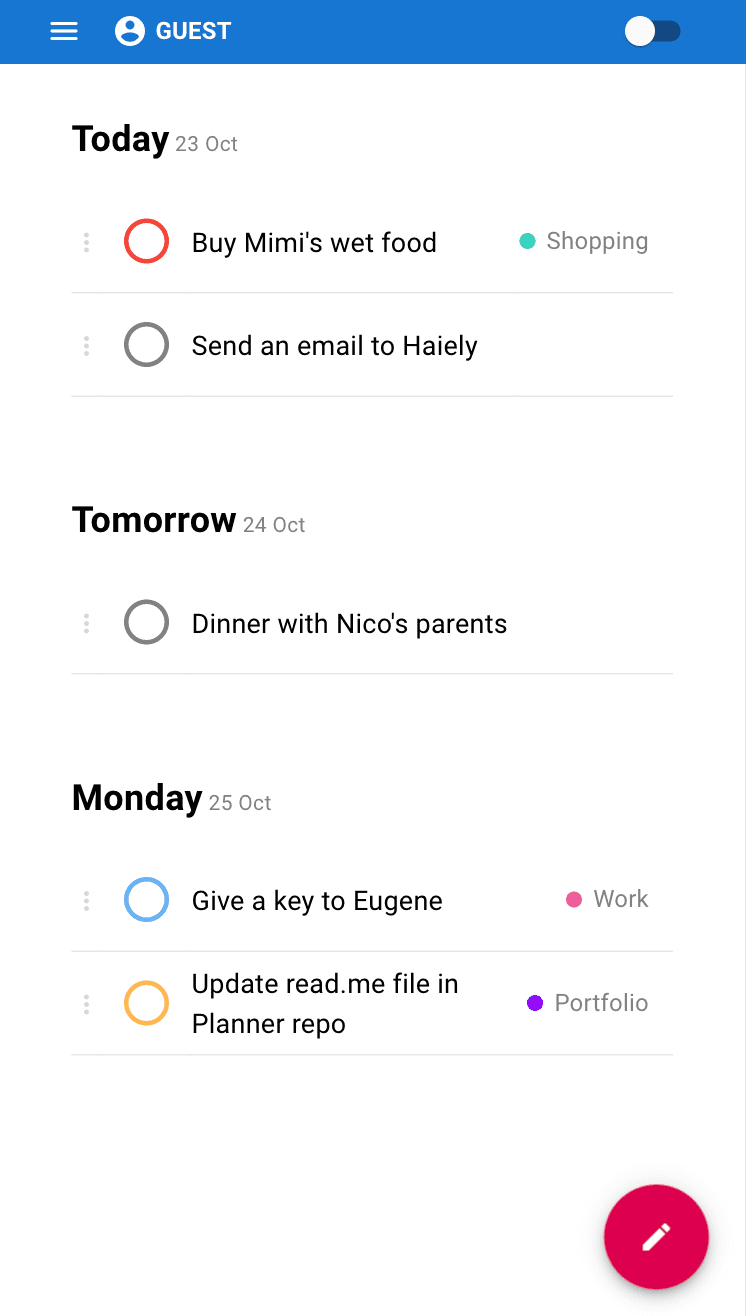 GUEST
Today 23 Oct
Buy Mimi's wet food Shopping
Send an email to Haiely
Tomorrow 24 Oct
Dinner with Nico's parents
Monday 25 Oct
Give a key to Eugene Work
Update read.me file in
Planner repo
Portfolio